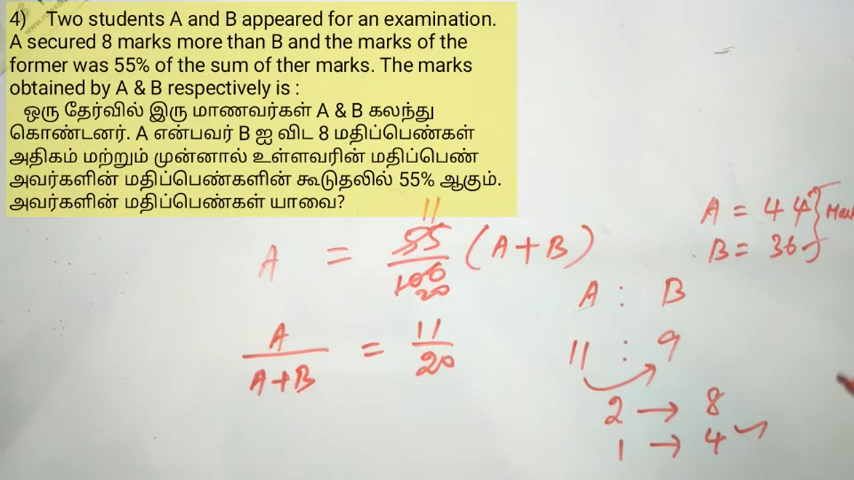 4) Two students A and B appeared for an examination.
A secured 8 marks more than B and the marks of the
former was 55% of the sum of ther marks. The marks
obtained by A & B respectively is :
ஒரு தேர்வில் இரு மாணவர்கள் A & B கலந்து
கொண்டனர். A என்பவர் B ஐ விட 8 மதிப்பெண்கள்
அதிகம் மற்றும் முன்னால் உள்ளவரின் மதிப்பெண்
அவர்களின் மதிப்பெண்களின் கூடுதலில் 55% ஆகும்.
அவர்களின் மதிப்பெண்கள் யாவை?
11
A = 55/100 (A+B)
20
A/A+B = 11/20
A = 44
B = 36
A : B
11 : 9
2 → 8
1 → 4